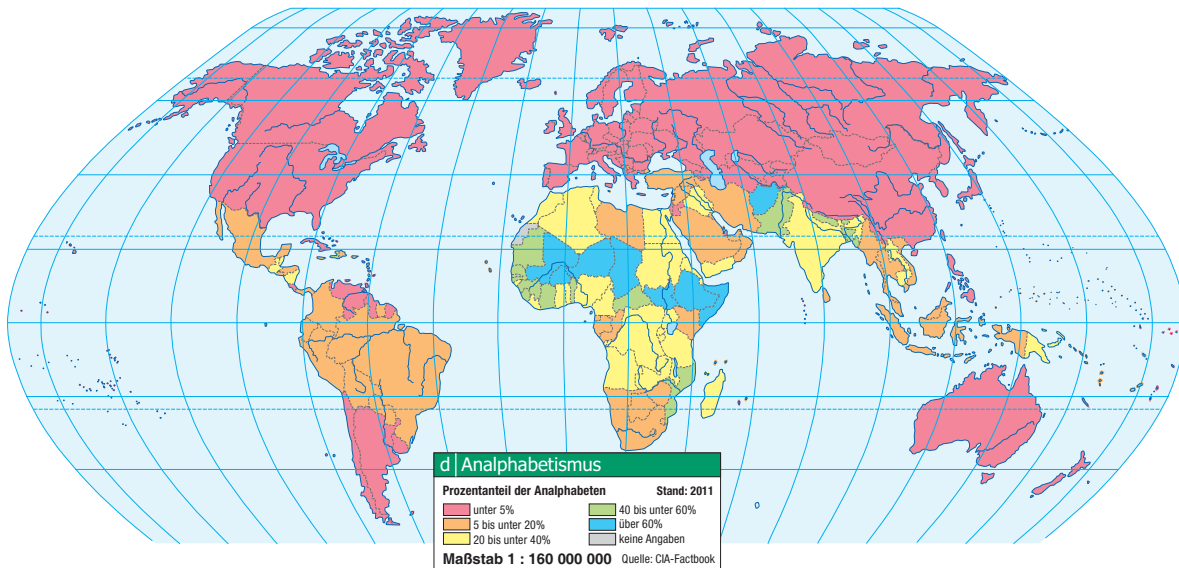 d | Analphabetismus
Prozentanteil der Analphabeten Stand: 2011
unter 5% 40 bis unter 60%
5 bis unter 20% über 60%
20 bis unter 40% keine Angaben
Maßstab 1 : 160 000 000 Quelle: CIA-Factbook